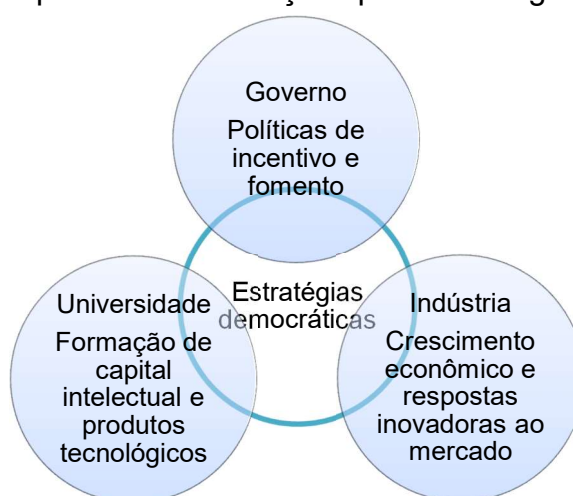 Governo
Políticas de
incentivo e
fomento
Estratégias
democráticas
Universidade
Formação de
capital
intelectual e
produtos
tecnológicos
Indústria
Crescimento
econômico e
respostas
inovadoras ao
mercado